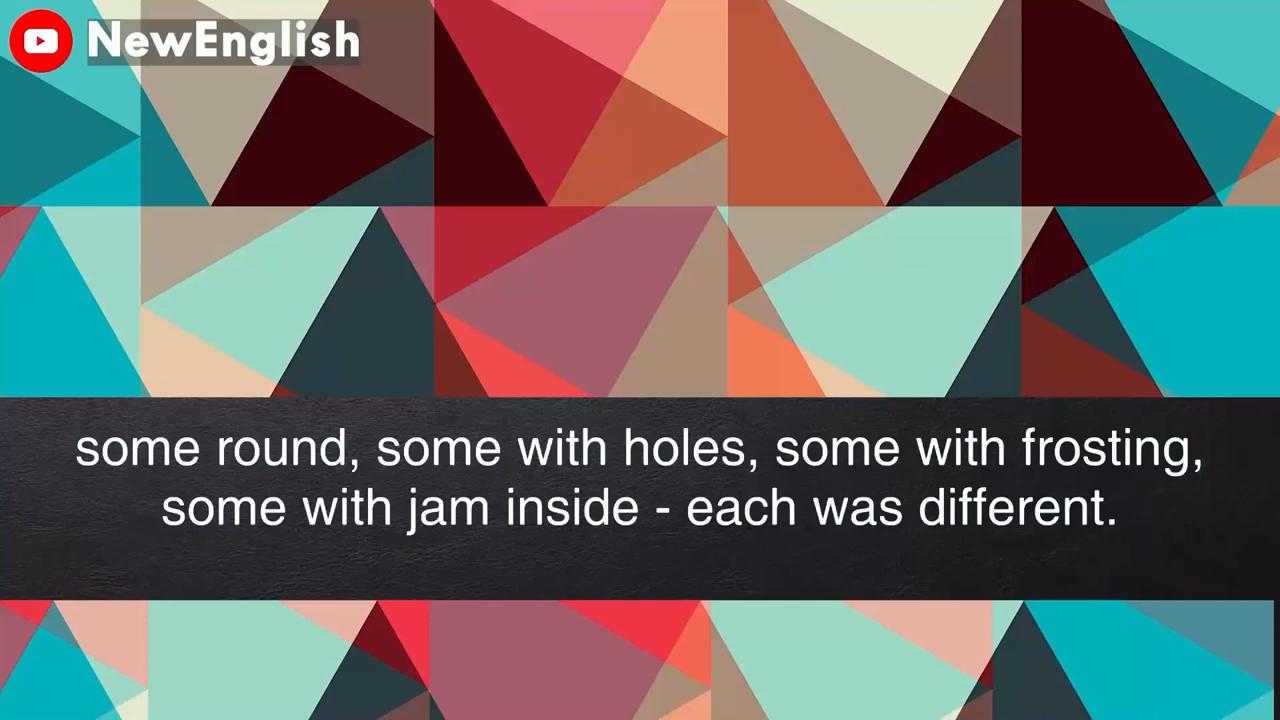 NewEnglish
some round, some with holes, some with frosting,
some with jam inside - each was different.